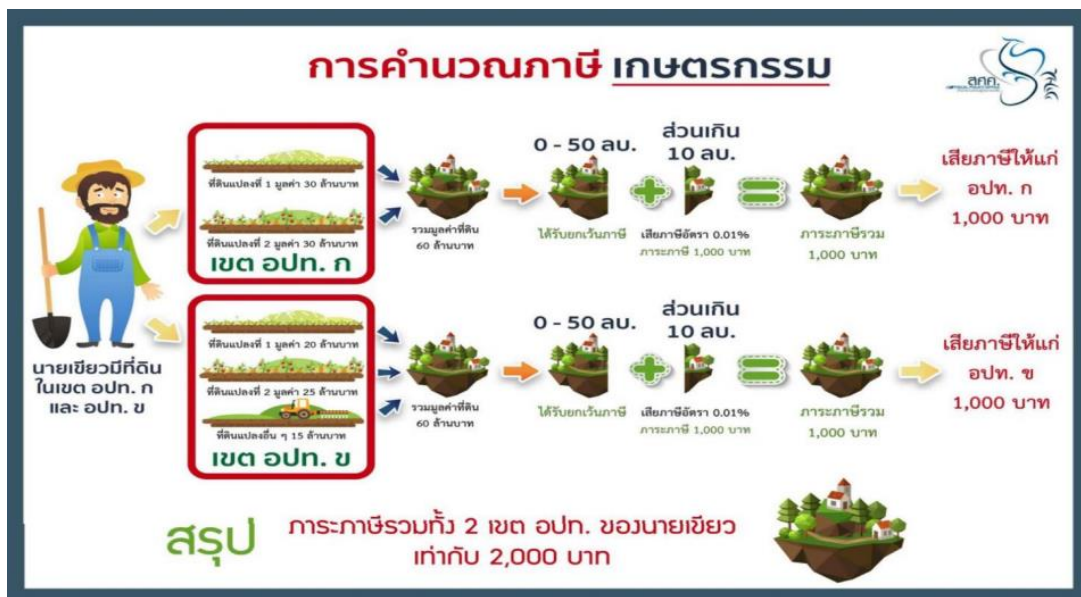 การคำนวณภาษี เกษตรกรรม
สศค.
นายเขียวมีที่ดิน
ในเขต อปท. ก
และ อปท. ข
ที่ดินแปลงที่ 1 มูลค่า 30 ล้านบาท
ที่ดินแปลงที่ 2 มูลค่า 30 ล้านบาท
เขต อปท. ก
รวมมูลค่าที่ดิน
60 ล้านบาท
0 - 50 ลบ.
ได้รับยกเว้นภาษี
ส่วนเกิน
10 ลบ.
เสียภาษีอัตรา 0.01%
ภาระภาษี 1,000 บาท
ภาระภาษีรวม
1,000 บาท
เสียภาษีให้แก่
อปท. ก
1,000 บาท
ที่ดินแปลงที่ 1 มูลค่า 20 ล้านบาท
ที่ดินแปลงที่ 2 มูลค่า 25 ล้านบาท
ที่ดินแปลงอื่น ๆ 15 ล้านบาท
เขต อปท. ข
รวมมูลค่าที่ดิน
60 ล้านบาท
0 - 50 ลบ.
ได้รับยกเว้นภาษี
ส่วนเกิน
10 ลบ.
เสียภาษีอัตรา 0.01%
ภาระภาษี 1,000 บาท
ภาระภาษีรวม
1,000 บาท
เสียภาษีให้แก่
อปท. ข
1,000 บาท
สรุป
ภาระภาษีรวมทั้ง 2 เขต อปท. ของนายเขียว
เท่ากับ 2,000 บาท